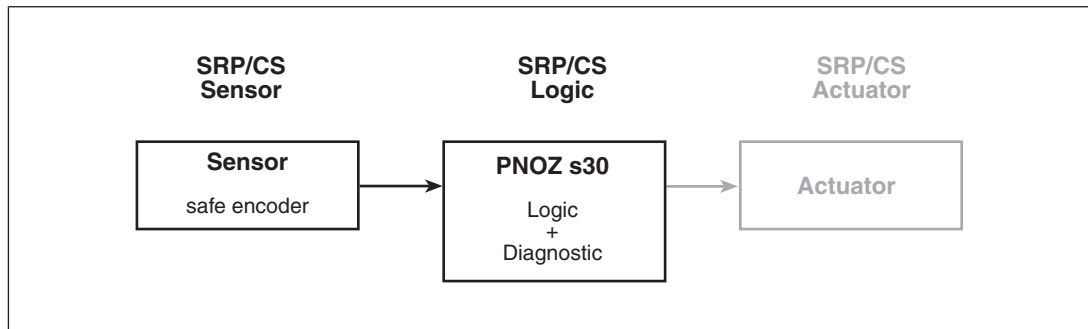 SRP/CS
Sensor
SRP/CS
Logic
SRP/CS
Actuator
Sensor
safe encoder
PNOZ s30
Logic
+
Diagnostic
Actuator